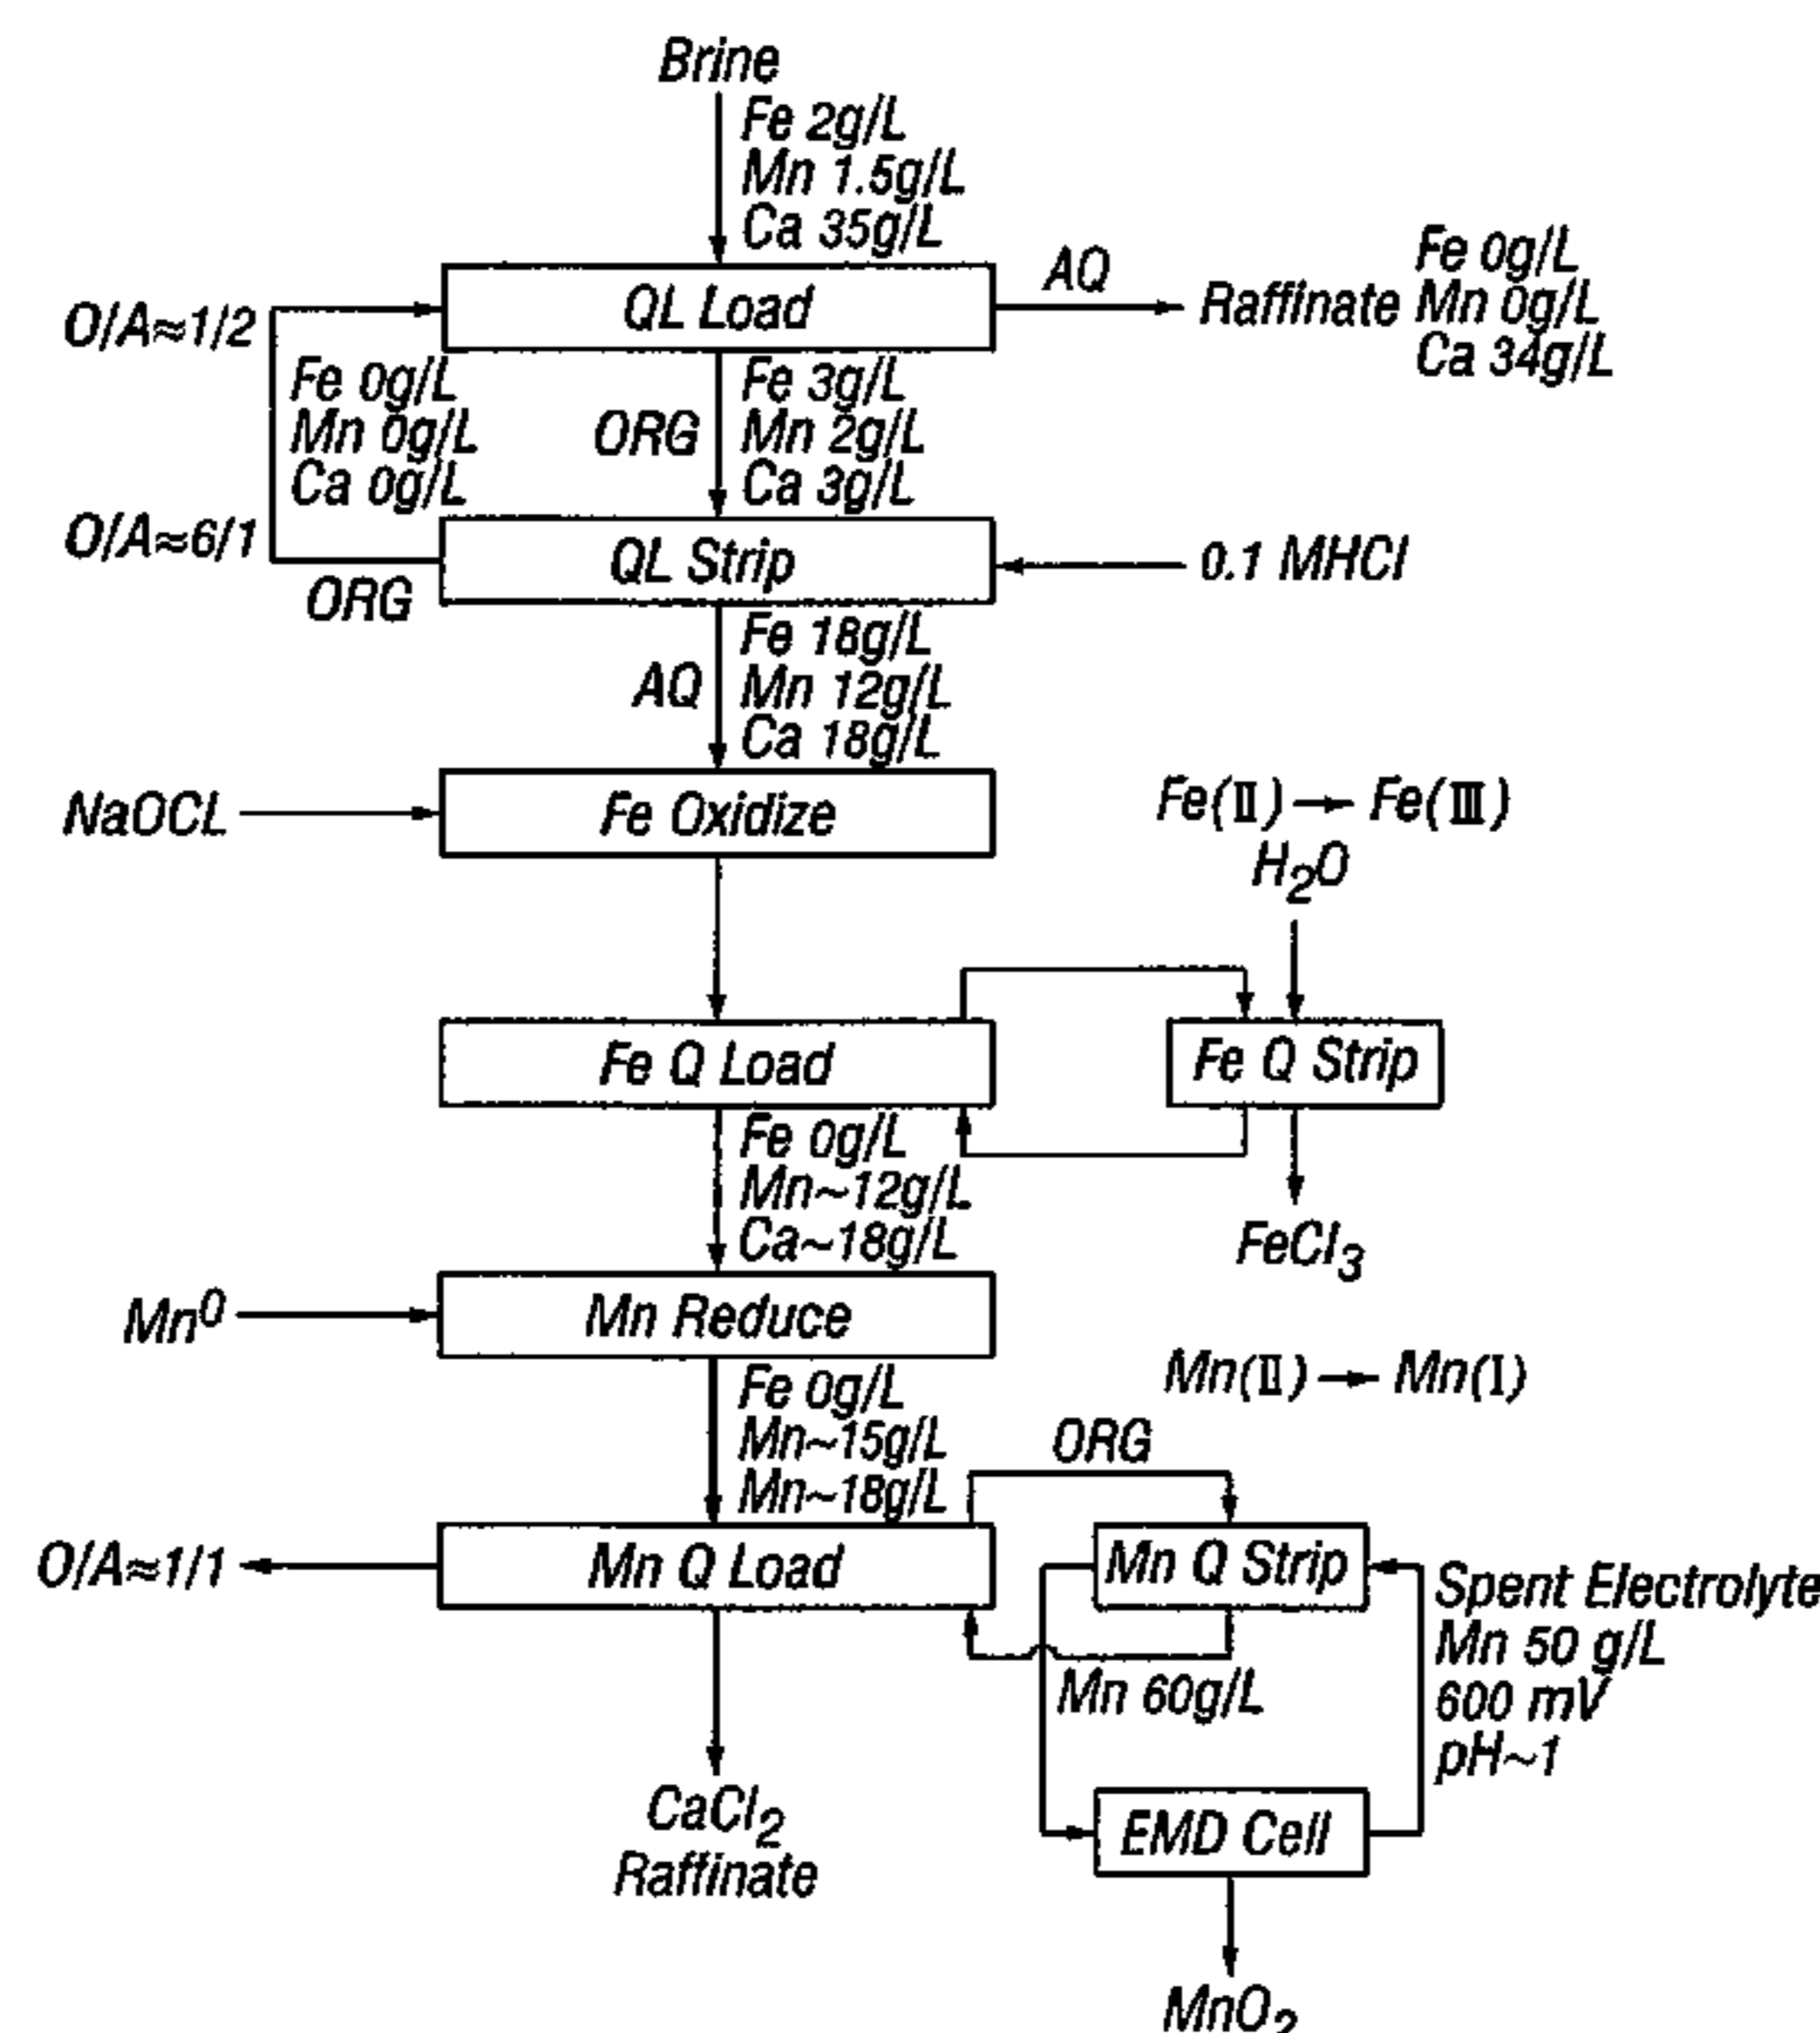 Brine
Fe 2g/L
Mn 1.5g/L
Ca 35g/L
QL Load
AQ
Raffinate
Fe 0g/L
Mn 0g/L
Ca 34g/L
O/A≈1/2
Fe 0g/L
Mn 0g/L
Ca 0g/L
ORG
Fe 3g/L
Mn 2g/L
Ca 3g/L
O/A≈6/1
ORG
QL Strip
0.1 MHCl
AQ
Fe 18g/L
Mn 12g/L
Ca 18g/L
NaOCL
Fe Oxidize
Fe(II) → Fe(III)
H2O
Fe Q Load
Fe Q Strip
Fe 0g/L
Mn~12g/L
Ca~18g/L
FeCl3
Mn0
Mn Reduce
Mn(II) → Mn(I)
Fe 0g/L
Mn~15g/L
Mn~18g/L
ORG
O/A≈1/1
Mn Q Load
Mn Q Strip
Spent Electrolyte
Mn 50 g/L
600 mV
pH~1
Mn 60g/L
CaCl2
Raffinate
EMD Cell
MnO2